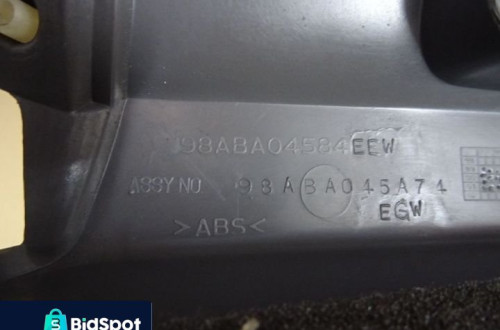 98ABA04584EEW
ASSY NO 98ABA045A74
EGW
>ABS<
BidSpot